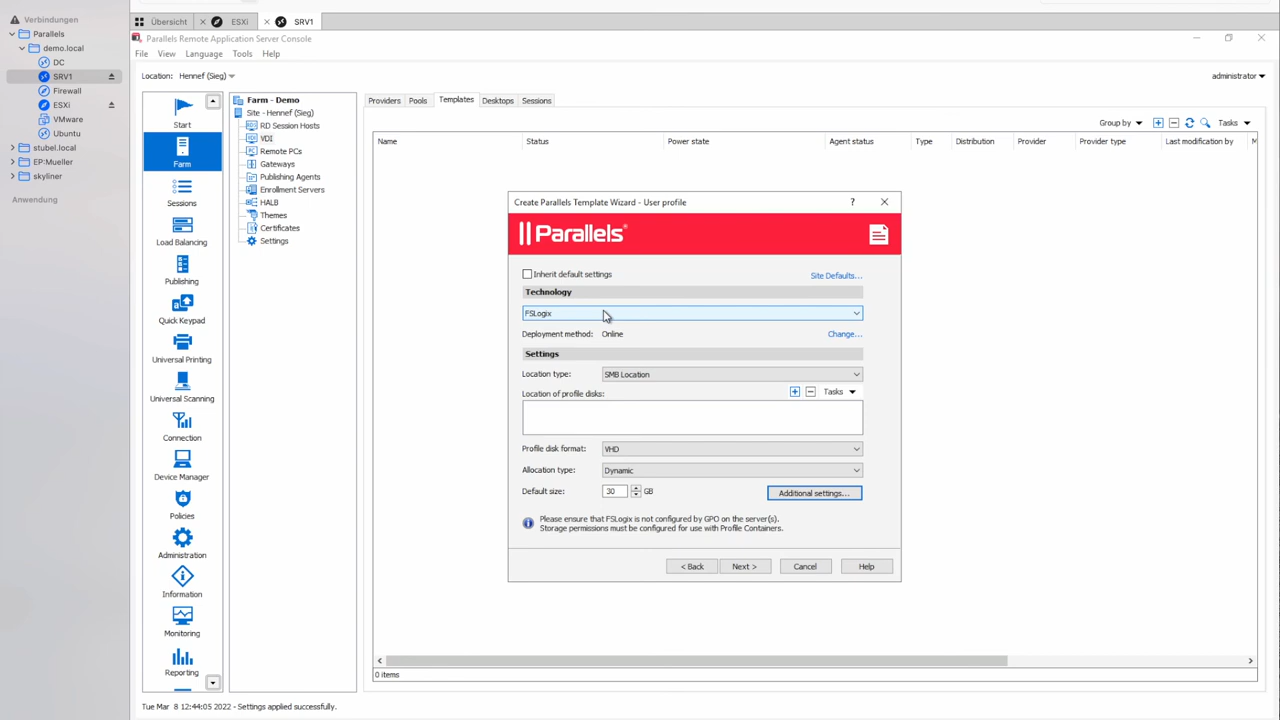 Verbindungen
Parallels
demo.local
DC
SRV1
Firewall
ESXi
VMware
Ubuntu
stubel.local
EP:Mueller
skyliner
Anwendung
Übersicht
ESXi
SRV1
Parallels Remote Application Server Console
File View Language Tools Help
Location: Hennef (Sieg)
administrator
Start
Farm
Sessions
Load Balancing
Publishing
Quick Keypad
Universal Printing
Universal Scanning
Connection
Device Manager
Policies
Administration
Information
Monitoring
Reporting
Farm - Demo
Site - Hennef (Sieg)
RD Session Hosts
VDI
Remote PCs
Gateways
Publishing Agents
Enrollment Servers
HALB
Themes
Certificates
Settings
Providers Pools Templates Desktops Sessions
Group by Tasks
Name Status Power state Agent status Type Distribution Provider Provider type Last modification by M
Create Parallels Template Wizard - User profile ?
Parallels®
Inherit default settings Site Defaults...
Technology
FSLogix
Deployment method: Online Change...
Settings
Location type: SMB Location
Location of profile disks: Tasks
Profile disk format: VHD
Allocation type: Dynamic
Default size: 30 GB Additional settings...
Please ensure that FSLogix is not configured by GPO on the server(s).
Storage permissions must be configured for use with Profile Containers.
< Back Next > Cancel Help
0 items
Tue Mar 8 12:44:05 2022 - Settings applied successfully.